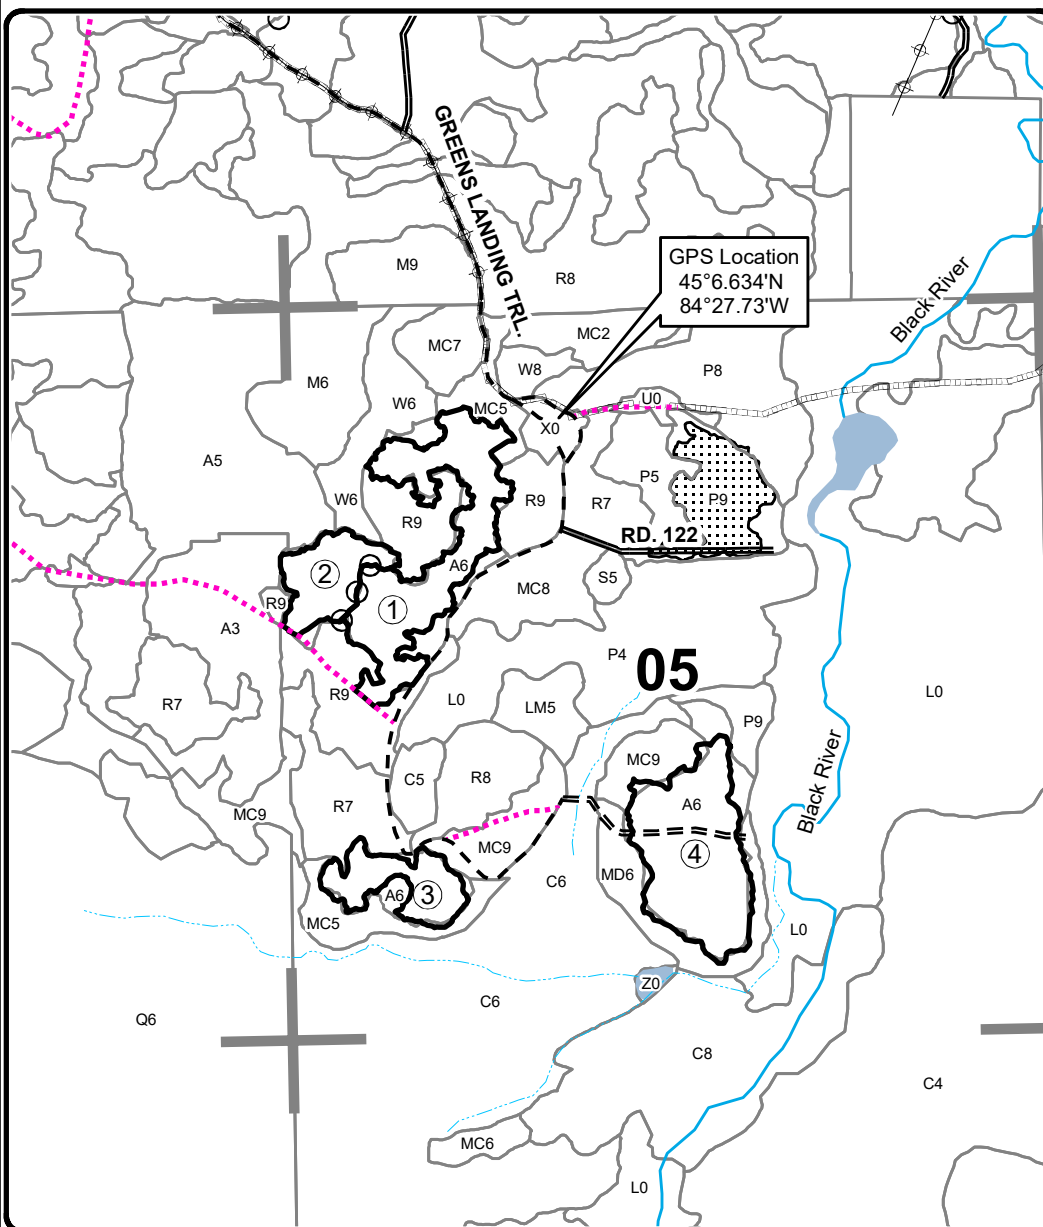 GREENS LANDING TRL.
GPS Location
45°6.634'N
84°27.73'W
Black River
M9
R8
MC7
MC2
W8
P8
M6
W6
MC5
U0
X0
A5
P5
W6
R9
R9
R7
P9
RD. 122
A6
2
S5
MC8
R9
1
A3
P4
05
R9
L0
L0
R7
LM5
P9
MC9
Black River
C5
R8
R7
A6
MC9
MC9
4
C6
MD6
A6
3
MC5
L0
Z0
C6
Q6
C8
C4
MC6
L0